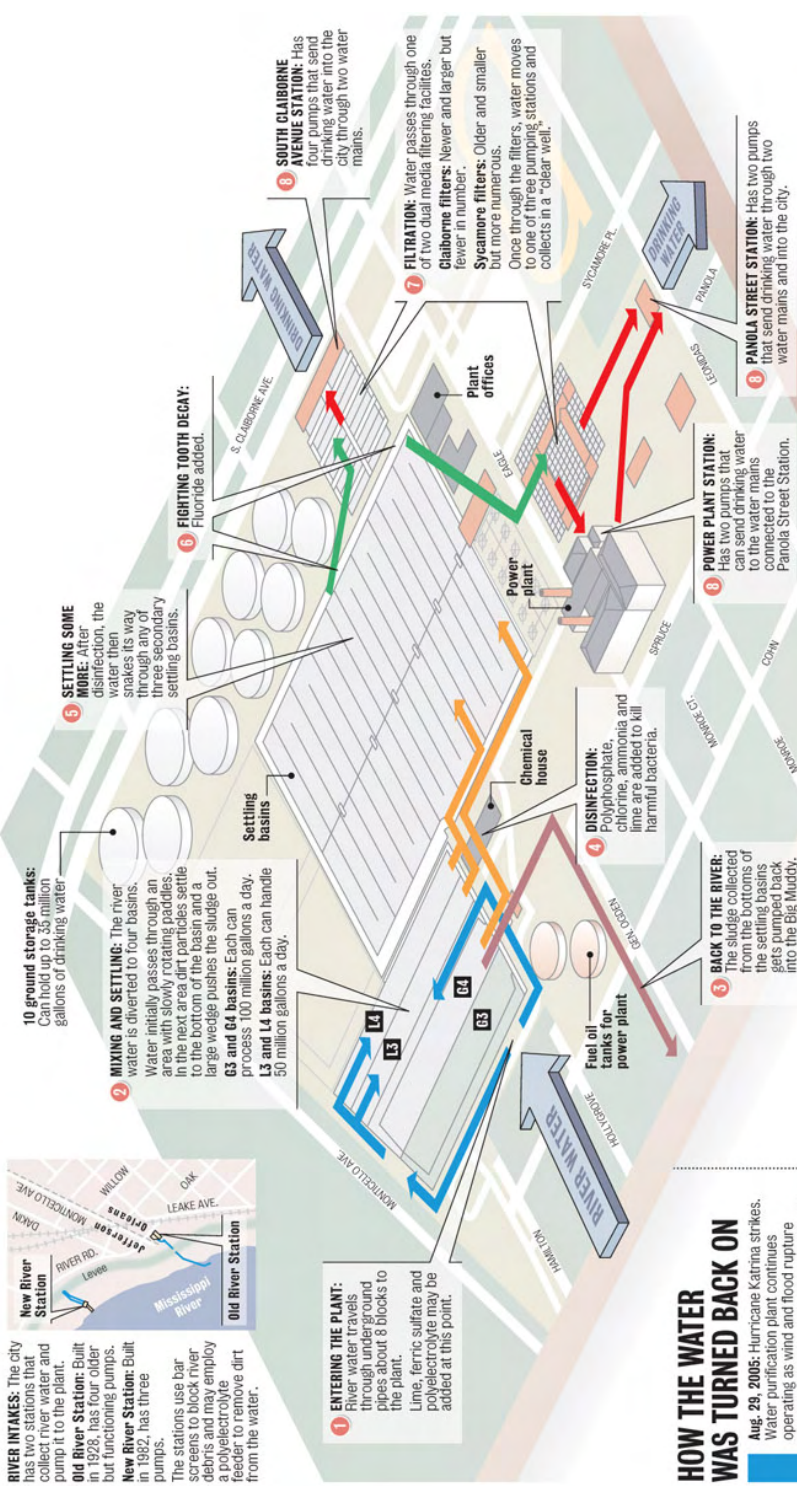 RIVER INTAKES: The city
has two stations that
collect river water and
pump it to the plant.
Old River Station: Built
in 1928, has four older
but functioning pumps.
New River Station: Built
in 1982, has three
pumps.
The stations use bar
screens to block river
debris and may employ
a polyelectrolyte
feeder to remove dirt
from the water.
New River
Station
DAKIN
MONTICELLO AVE.
WILLOW
OAK
Jefferson
Orleans
LEAKE AVE.
RIVER RD.
Levee
Mississippi
River
Old River Station
10 ground storage tanks:
Can hold up to 35 million
gallons of drinking water
1 ENTERING THE PLANT:
River water travels
through underground
pipes about 8 blocks to
the plant.
Lime, ferric sulfate and
polyelectrolyte may be
added at this point.
2 MIXING AND SETTLING: The river
water is diverted to four basins.
Water initially passes through an
area with slowly rotating paddles.
In the next area dirt particles settle
to the bottom of the basin and a
large wedge pushes the sludge out.
G3 and G4 basins: Each can
process 100 million gallons a day.
L3 and L4 basins: Each can handle
50 million gallons a day.
L4
L3
G4
G3
MONTICELLO AVE.
HAMILTON
RIVER WATER
HOLLYGROVE
Fuel oil
tanks for
power plant
GEN. OGDEN
3 BACK TO THE RIVER:
The sludge collected
from the bottoms of
the settling basins
gets pumped back
into the Big Muddy.
Chemical
house
4 DISINFECTION:
Polyphosphate,
chlorine, ammonia and
lime are added to kill
harmful bacteria.
Settling
basins
5 SETTLING SOME
MORE: After
disinfection, the
water then
snakes its way
through any of
three secondary
settling basins.
6 FIGHTING TOOTH DECAY:
Fluoride added.
S. CLAIBORNE AVE.
DRINKING WATER
Plant
offices
EAGLE
Power
plant
SPRUCE
MONROE CT.
COHN
MONROE
7 FILTRATION: Water passes through one
of two dual media filtering facilites.
Claiborne filters: Newer and larger but
fewer in number.
Sycamore filters: Older and smaller
but more numerous.
Once through the filters, water moves
to one of three pumping stations and
collects in a “clear well.”
8 SOUTH CLAIBORNE
AVENUE STATION: Has
four pumps that send
drinking water into the
city through two water
mains.
SYCAMORE PL.
DRINKING
WATER
PANOLA
LEONIDAS
8 POWER PLANT STATION:
Has two pumps that
can send drinking water
to the water mains
connected to the
Panola Street Station.
8 PANOLA STREET STATION: Has two pumps
that send drinking water through two
water mains and into the city.
HOW THE WATER
WAS TURNED BACK ON
Aug. 29, 2005: Hurricane Katrina strikes.
Water purification plant continues
operating as wind and flood rupture